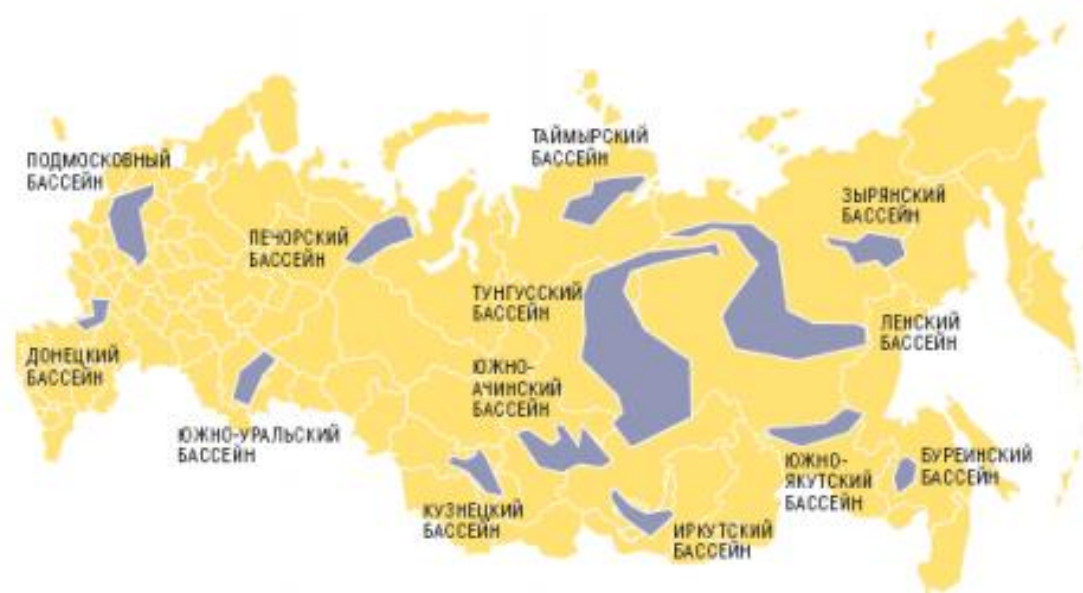 ТАЙМЫРСКИЙ
БАССЕЙН
ПОДМОСКОВНЫЙ
БАССЕЙН
ЗЫРЯНСКИЙ
БАССЕЙН
ПЕЧОРСКИЙ
БАССЕЙН
ТУНГУССКИЙ
БАССЕЙН
ЛЕНСКИЙ
БАССЕЙН
ДОНЕЦКИЙ
БАССЕЙН
ЮЖНО-
АЧИНСКИЙ
БАССЕЙН
ЮЖНО-УРАЛЬСКИЙ
БАССЕЙН
БУРЕИНСКИЙ
БАССЕЙН
ЮЖНО-
ЯКУТСКИЙ
БАССЕЙН
КУЗНЕЦКИЙ
БАССЕЙН
ИРКУТСКИЙ
БАССЕЙН